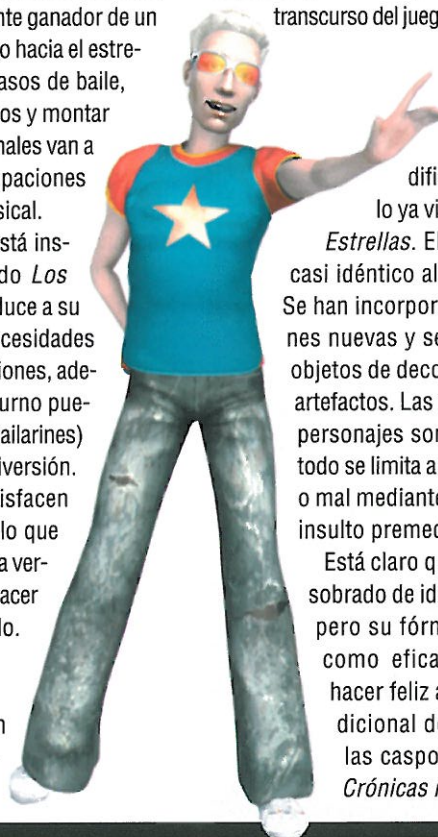 nte ganador de un
o hacia el estre-
asos de baile,
os y montar
nales van a
paciones
sical.
stá ins-
do Los
duce a su
cesidades
iones, ade-
urno pue-
ailarines)
iversión.
isfacen
lo que
a ver-
acer
lo.
n
transcurso del jueg
difi
lo ya vi
Estrellas. El
casi idéntico al
Se han incorpor
nes nuevas y se
objetos de deco
artefactos. Las
personajes son
todo se limita a
o mal mediante
insulto premed
Está claro q
sobrado de id
pero su fórm
como efica
hacer feliz a
dicional de
las caspo
Crónicas